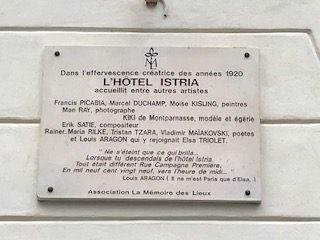 Dans l'effervescence créatrice des années 1920
L'HÔTEL ISTRIA
accueillit entre autres artistes
Francis PICABIA, Marcel DUCHAMP, Moïse KISLING, peintres
Man RAY, photographe
KIKI de Montparnasse, modèle et égérie
Erik SATIE, compositeur
Rainer Maria RILKE, Tristan TZARA, Vladimir MAÏAKOVSKI, poètes
et Louis ARAGON qui y rejoignait Elsa TRIOLET.
" Ne s'éteint que ce qui brilla...
Lorsque tu descendais de l'hôtel Istria,
Tout était différent Rue Campagne Première,
En mil neuf cent vingt neuf, vers l'heure de midi... "
Louis ARAGON ( Il ne m'est Paris que d'Elsa. )
Association La Mémoire des Lieux